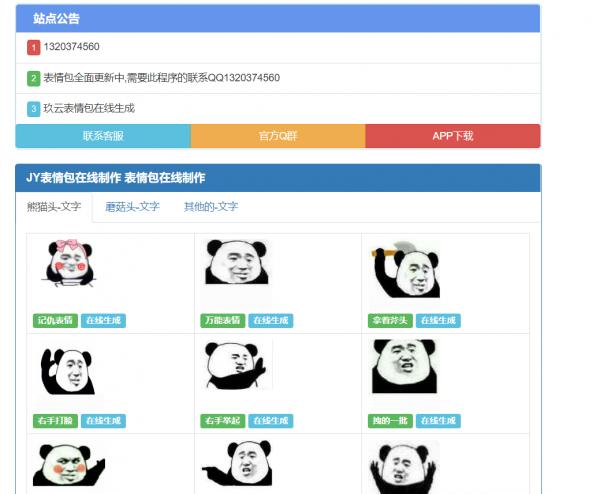 站点公告
1 1320374560
2 表情包全面更新中,需要此程序的联系QQ1320374560
3 玖云表情包在线生成
联系客服 官方Q群 APP下载
JY表情包在线制作 表情包在线制作
熊猫头-文字 蘑菇头-文字 其他的-文字
记仇表情 在线生成 万能表情 在线生成 拿着斧头 在线生成
右手打脸 在线生成 右手举起 在线生成 拽的一批 在线生成